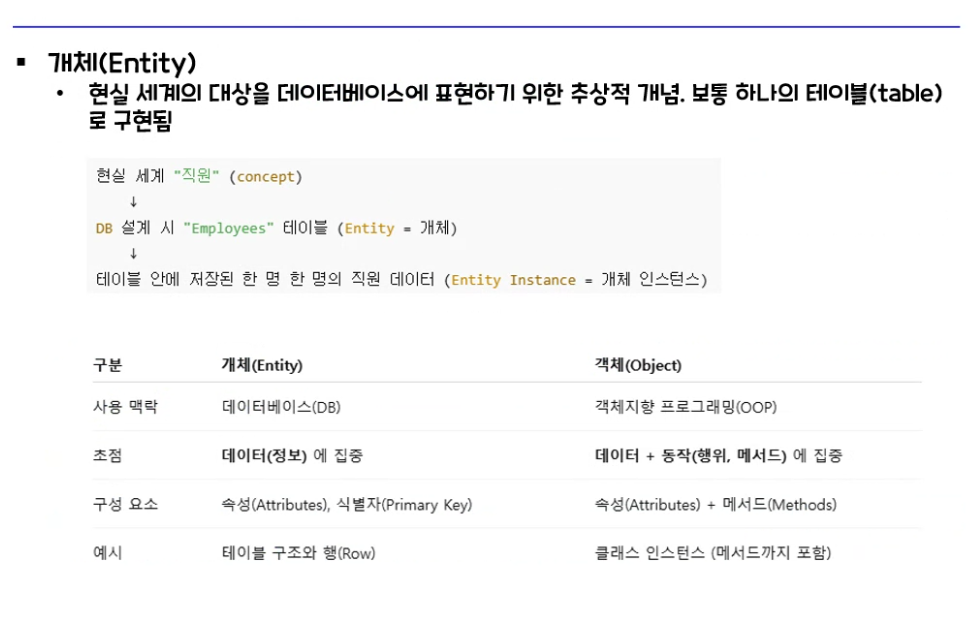 ▪ 개체(Entity)
• 현실 세계의 대상을 데이터베이스에 표현하기 위한 추상적 개념. 보통 하나의 테이블(table)
로 구현됨
현실 세계 "직원" (concept)
↓
DB 설계 시 "Employees" 테이블 (Entity = 개체)
↓
테이블 안에 저장된 한 명 한 명의 직원 데이터 (Entity Instance = 개체 인스턴스)
구분 개체(Entity) 객체(Object)
사용 맥락 데이터베이스(DB) 객체지향 프로그래밍(OOP)
초점 데이터(정보) 에 집중 데이터 + 동작(행위, 메서드) 에 집중
구성 요소 속성(Attributes), 식별자(Primary Key) 속성(Attributes) + 메서드(Methods)
예시 테이블 구조와 행(Row) 클래스 인스턴스 (메서드까지 포함)